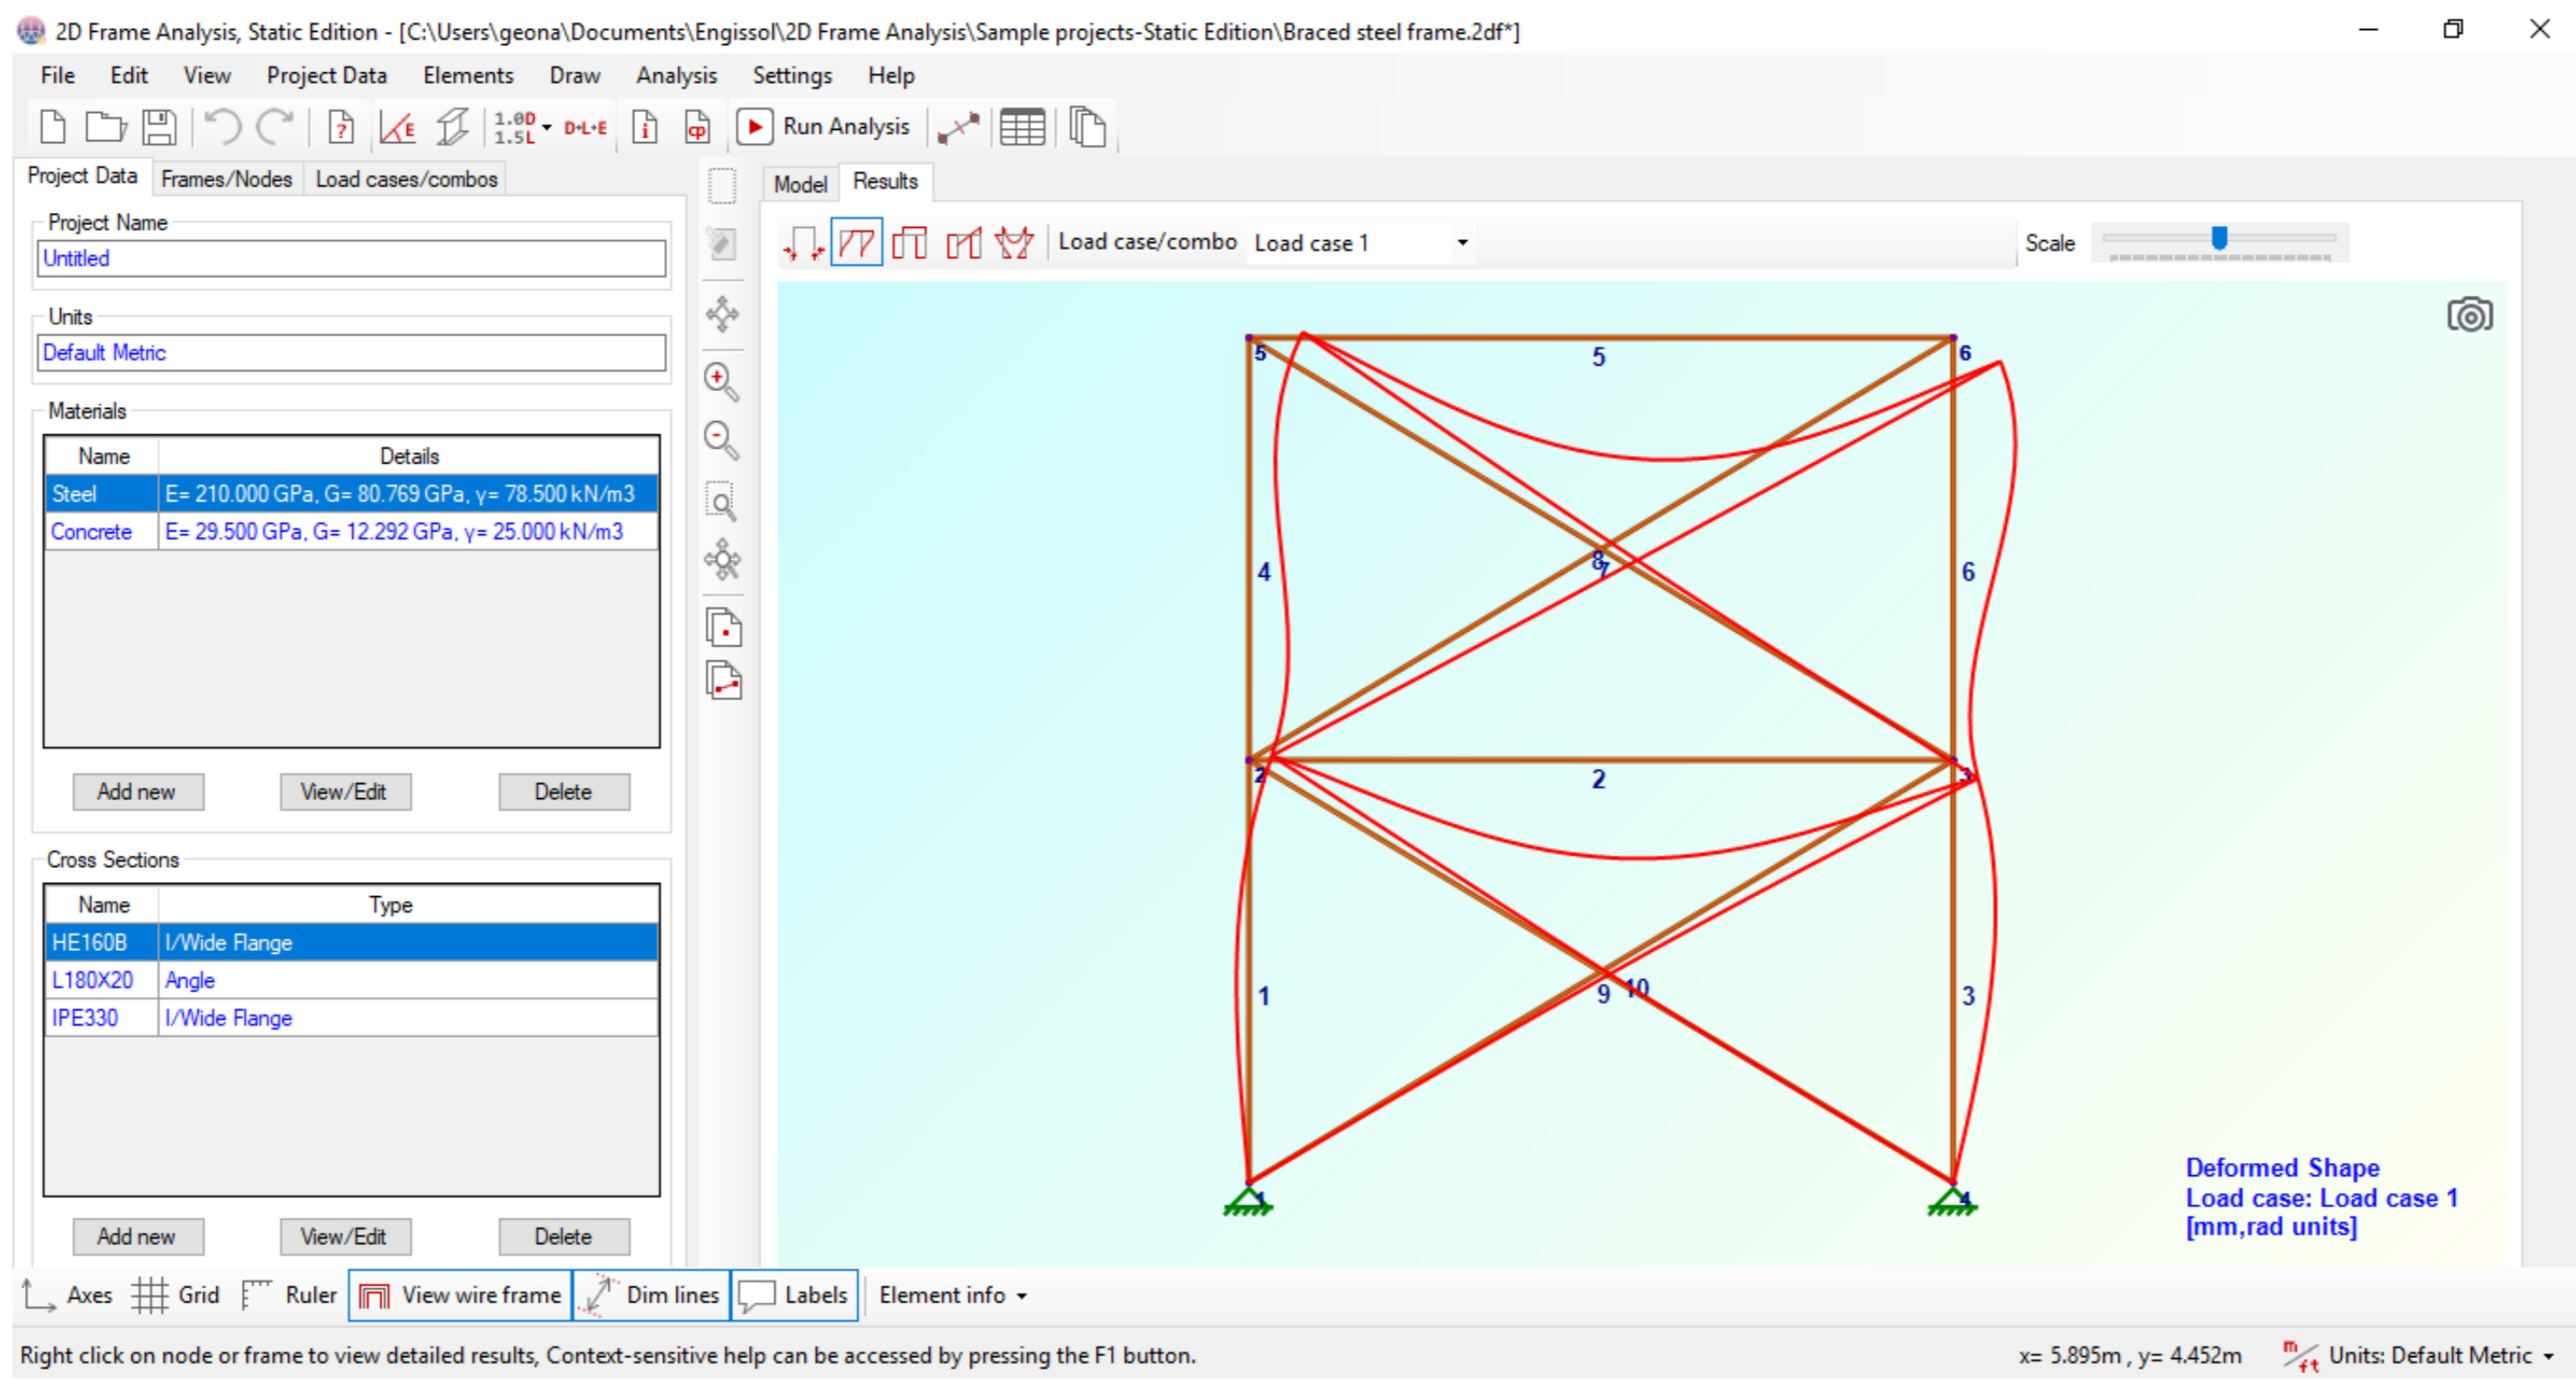 2D Frame Analysis, Static Edition - [C:\Users\geona\Documents\Engissol\2D Frame Analysis\Sample projects-Static Edition\Braced steel frame.2df*]
File Edit View Project Data Elements Draw Analysis Settings Help
? E 1.0D 1.5L D+L+E i cp Run Analysis
Project Data Frames/Nodes Load cases/combos
Model Results
Project Name
Untitled
Load case/combo Load case 1 Scale
Units
Default Metric
Materials
Name Details
Steel E= 210.000 GPa, G= 80.769 GPa, γ= 78.500 kN/m3
Concrete E= 29.500 GPa, G= 12.292 GPa, γ= 25.000 kN/m3
Add new View/Edit Delete
Cross Sections
Name Type
HE160B I/Wide Flange
L180X20 Angle
IPE330 I/Wide Flange
Add new View/Edit Delete
5 5 6
4 8 7 6
2 2 3
1 9 10 3
1 4
Deformed Shape
Load case: Load case 1
[mm,rad units]
Axes Grid Ruler View wire frame Dim lines Labels Element info
Right click on node or frame to view detailed results, Context-sensitive help can be accessed by pressing the F1 button.
x= 5.895m , y= 4.452m m/ft Units: Default Metric